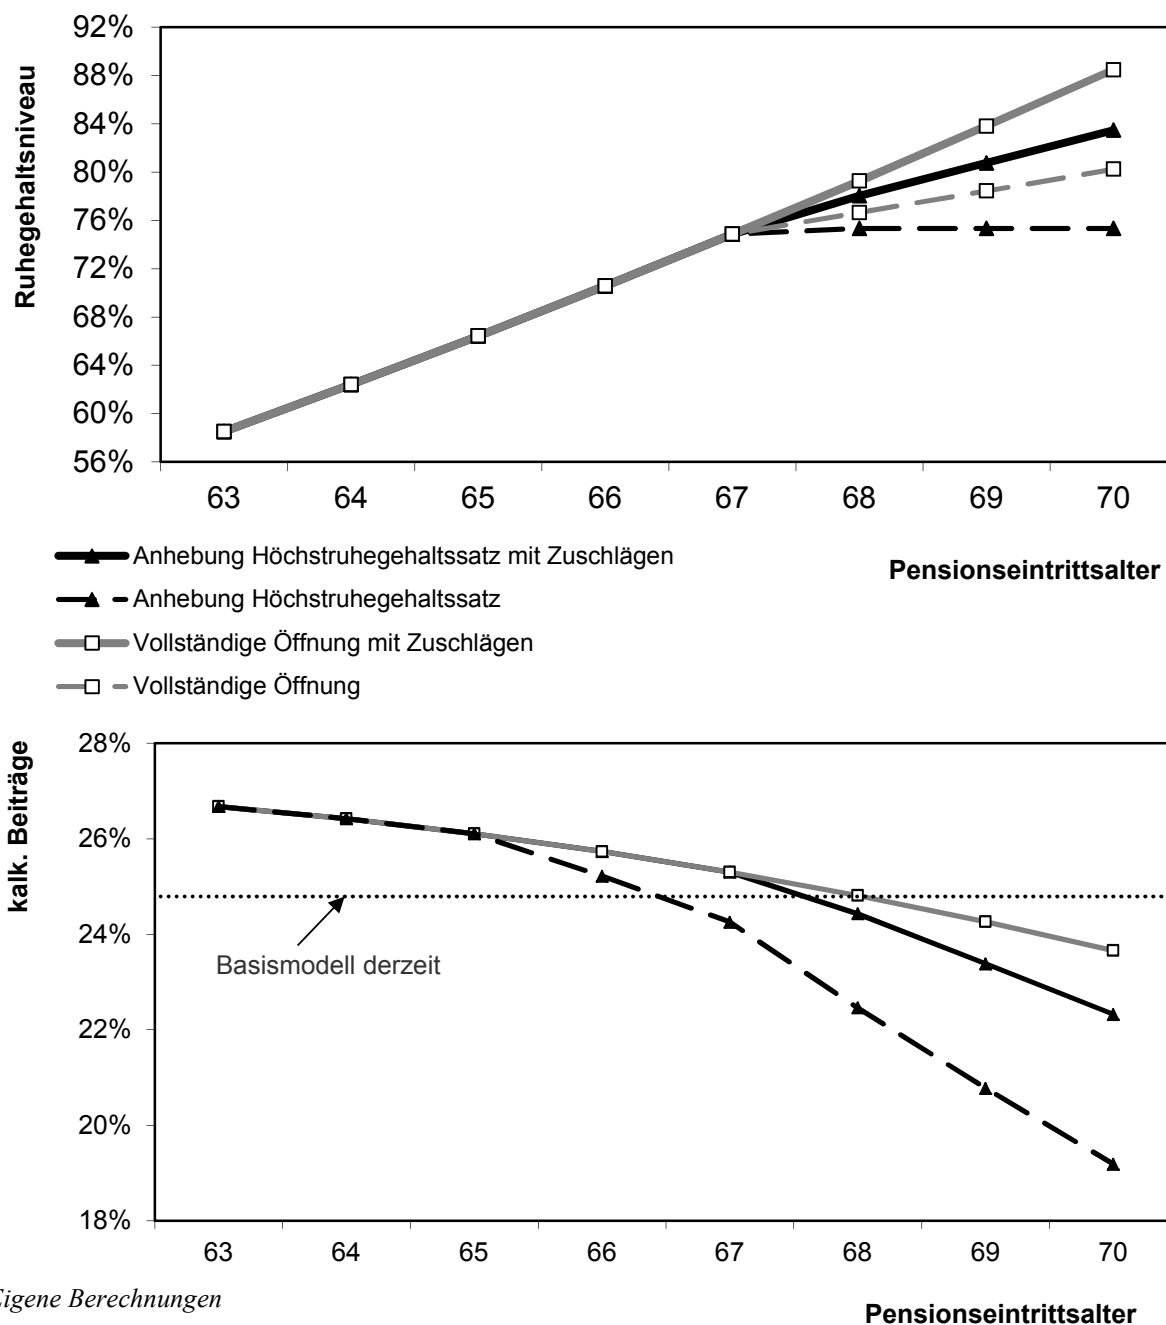 92%
88%
84%
80%
76%
72%
68%
64%
60%
56%
Ruhegehaltsniveau
63 64 65 66 67 68 69 70
Pensionseintrittsalter
Anhebung Höchstruhegehaltssatz mit Zuschlägen
Anhebung Höchstruhegehaltssatz
Vollständige Öffnung mit Zuschlägen
Vollständige Öffnung
28%
26%
24%
22%
20%
18%
kalk. Beiträge
Basismodell derzeit
63 64 65 66 67 68 69 70
Eigene Berechnungen
Pensionseintrittsalter